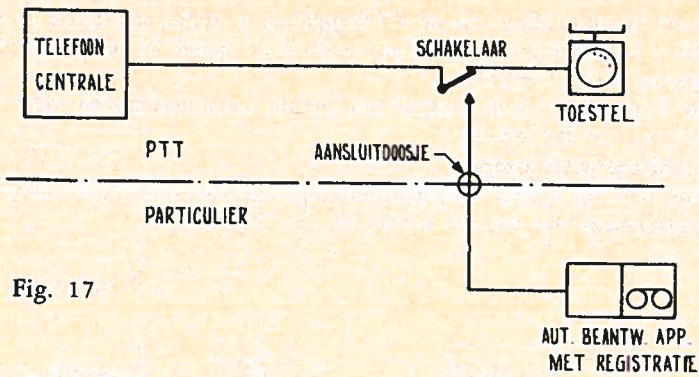 TELEFOON
CENTRALE
SCHAKELAAR
TOESTEL
PTT
AANSLUITDOOSJE
PARTICULIER
Fig. 17
AUT. BEANTW. APP.
MET REGISTRATIE